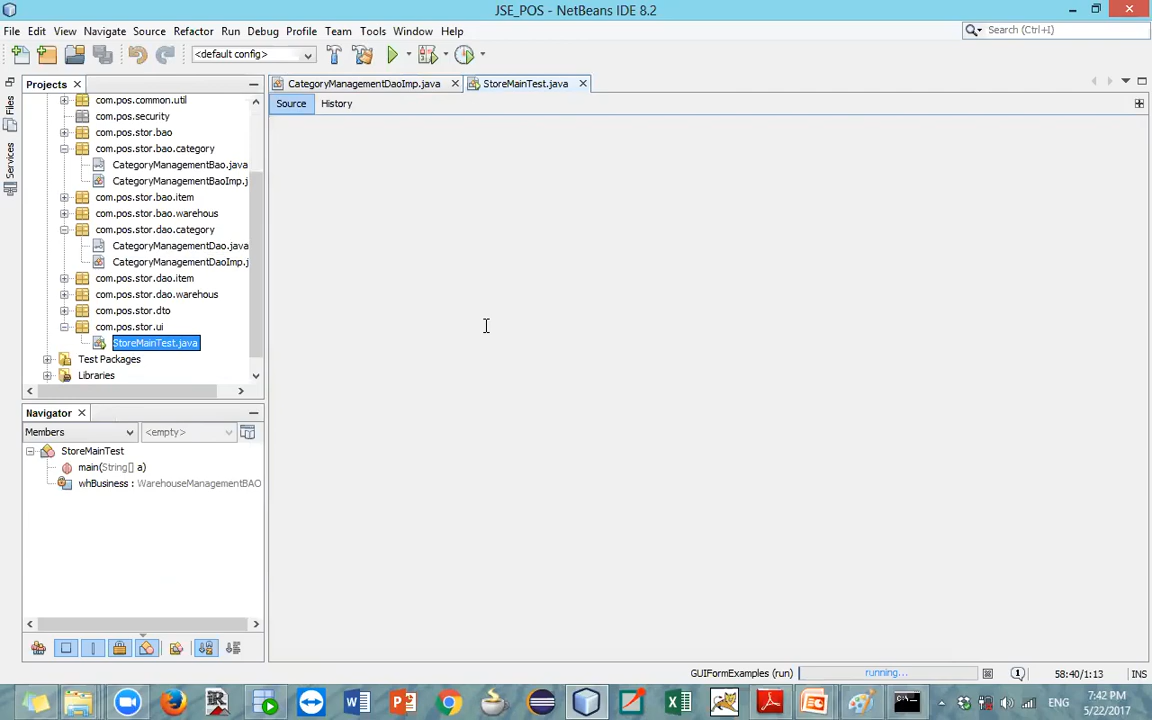 JSE_POS - NetBeans IDE 8.2
File Edit View Navigate Source Refactor Run Debug Profile Team Tools Window Help
Search (Ctrl+I)
<default config>
Projects
CategoryManagementDaoImp.java
StoreMainTest.java
Source History
Files
Services
com.pos.common.util
com.pos.security
com.pos.stor.bao
com.pos.stor.bao.category
CategoryManagementBao.java
CategoryManagementBaoImp.j
com.pos.stor.bao.item
com.pos.stor.bao.warehous
com.pos.stor.dao.category
CategoryManagementDao.java
CategoryManagementDaoImp.j
com.pos.stor.dao.item
com.pos.stor.dao.warehous
com.pos.stor.dto
com.pos.stor.ui
StoreMainTest.java
Test Packages
Libraries
Navigator
Members
<empty>
StoreMainTest
main(String[] a)
whBusiness : WarehouseManagementBAO
GUIFormExamples (run)
running...
58:40/1:13
INS
ENG
7:42 PM
5/22/2017